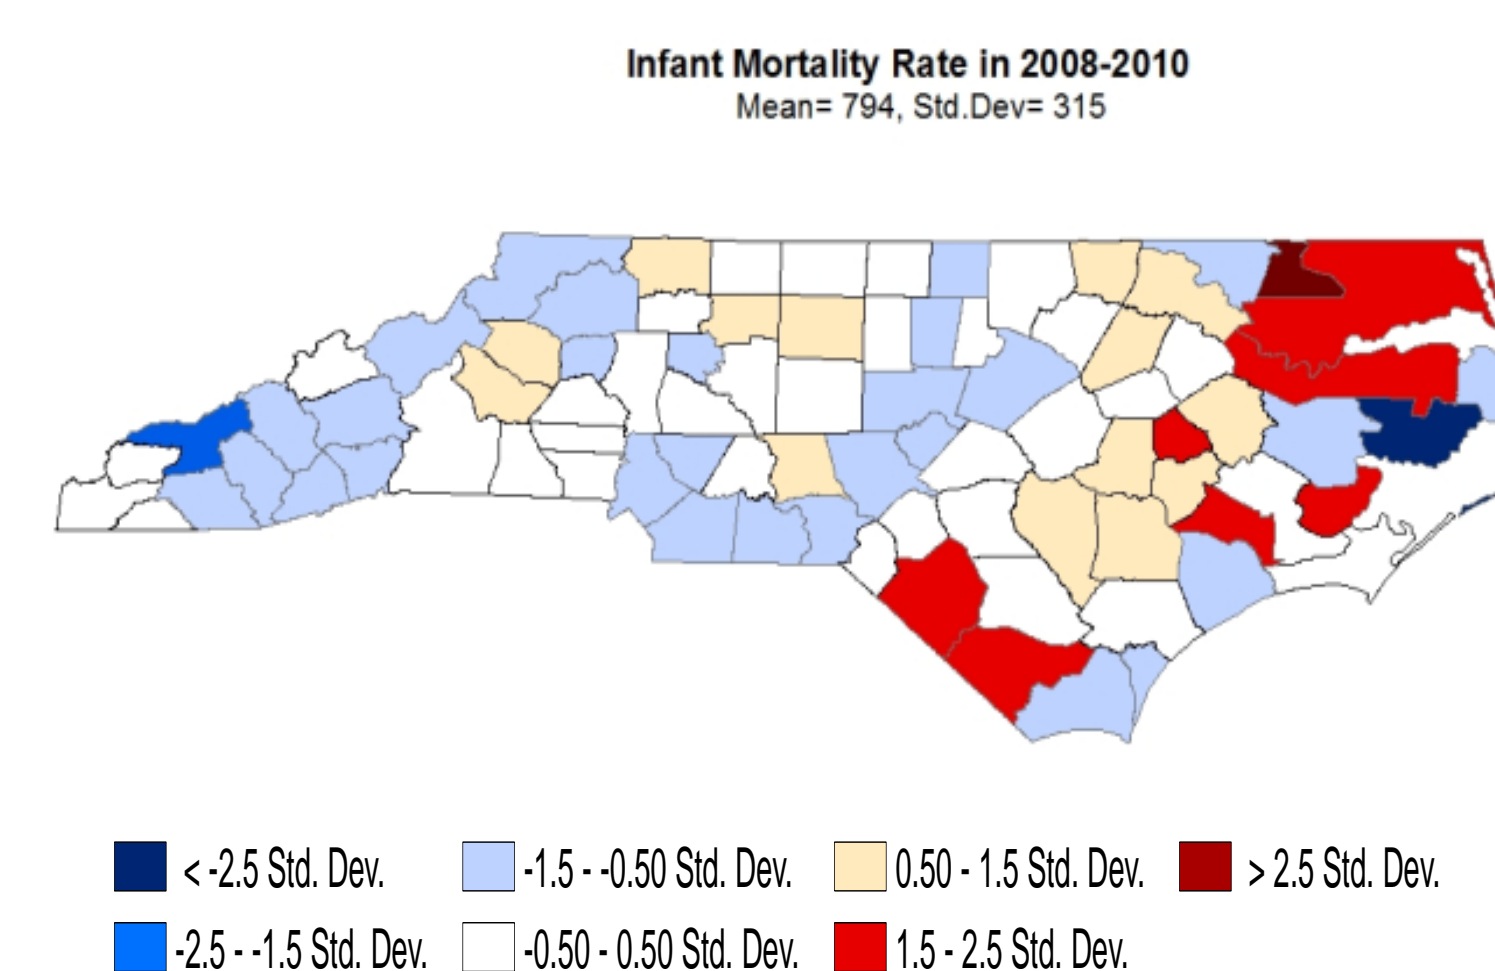 Infant Mortality Rate in 2008-2010
Mean= 794, Std.Dev= 315
< -2.5 Std. Dev.
-1.5 - -0.50 Std. Dev.
0.50 - 1.5 Std. Dev.
> 2.5 Std. Dev.
-2.5 - -1.5 Std. Dev.
-0.50 - 0.50 Std. Dev.
1.5 - 2.5 Std. Dev.